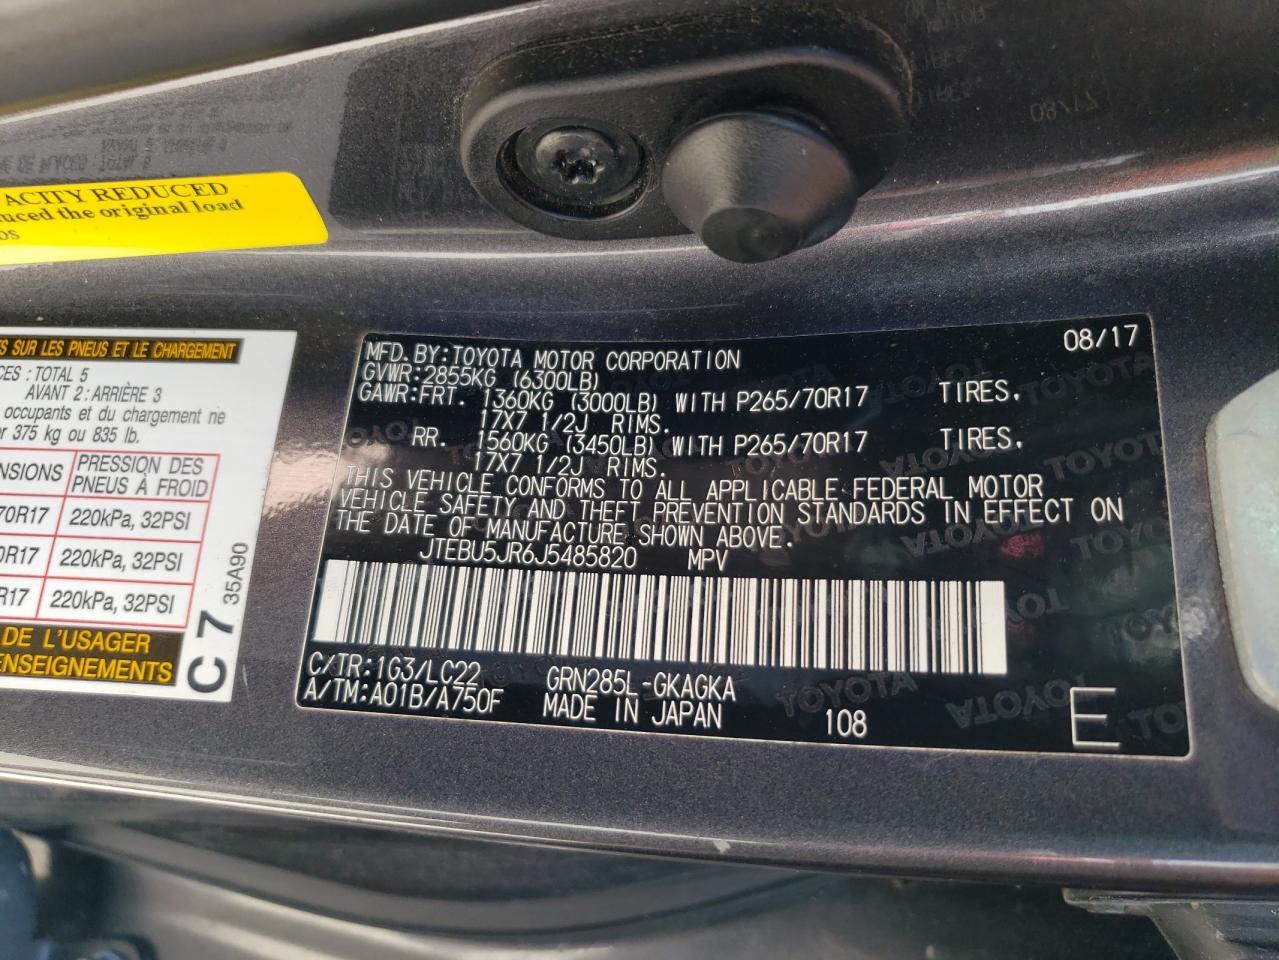 ACITY REDUCED
duced the original load
os
S SUR LES PNEUS ET LE CHARGEMENT
CES : TOTAL 5
AVANT 2 : ARRIÈRE 3
occupants et du chargement ne
er 375 kg ou 835 lb.
ENSIONS PRESSION DES PNEUS À FROID
70R17 220kPa, 32PSI
0R17 220kPa, 32PSI
R17 220kPa, 32PSI
DE L'USAGER
ENSEIGNEMENTS
C 7
35A90
08/17
MFD. BY: TOYOTA MOTOR CORPORATION
GVWR: 2855KG (6300LB)
GAWR: FRT. 1360KG (3000LB) WITH P265/70R17 TIRES,
17X7 1/2J RIMS.
RR. 1560KG (3450LB) WITH P265/70R17 TIRES,
17X7 1/2J RIMS.
THIS VEHICLE CONFORMS TO ALL APPLICABLE FEDERAL MOTOR
VEHICLE SAFETY AND THEFT PREVENTION STANDARDS IN EFFECT ON
THE DATE OF MANUFACTURE SHOWN ABOVE.
JTEBU5JR6J5485820 MPV
C/TR: 1G3/LC22 GRN285L-GKAGKA
A/TM: A01B/A750F MADE IN JAPAN 108 E